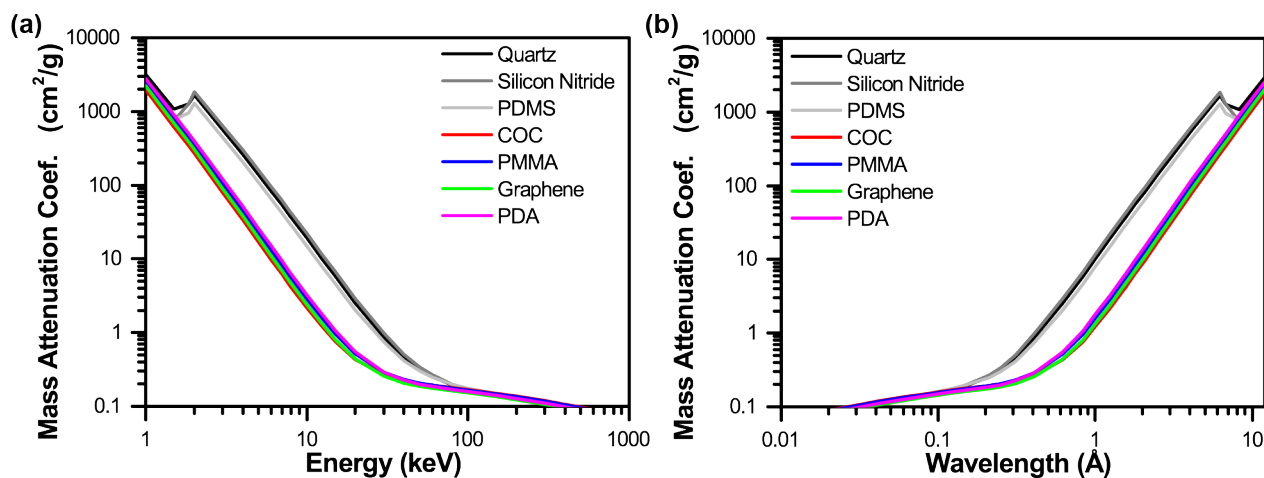 (a)
Mass Attenuation Coef. (cm²/g)
10000
1000
100
10
1
0.1
Quartz
Silicon Nitride
PDMS
COC
PMMA
Graphene
PDA
1
10
100
1000
Energy (keV)
(b)
Mass Attenuation Coef. (cm²/g)
10000
1000
100
10
1
0.1
Quartz
Silicon Nitride
PDMS
COC
PMMA
Graphene
PDA
0.01
0.1
1
10
Wavelength (Å)